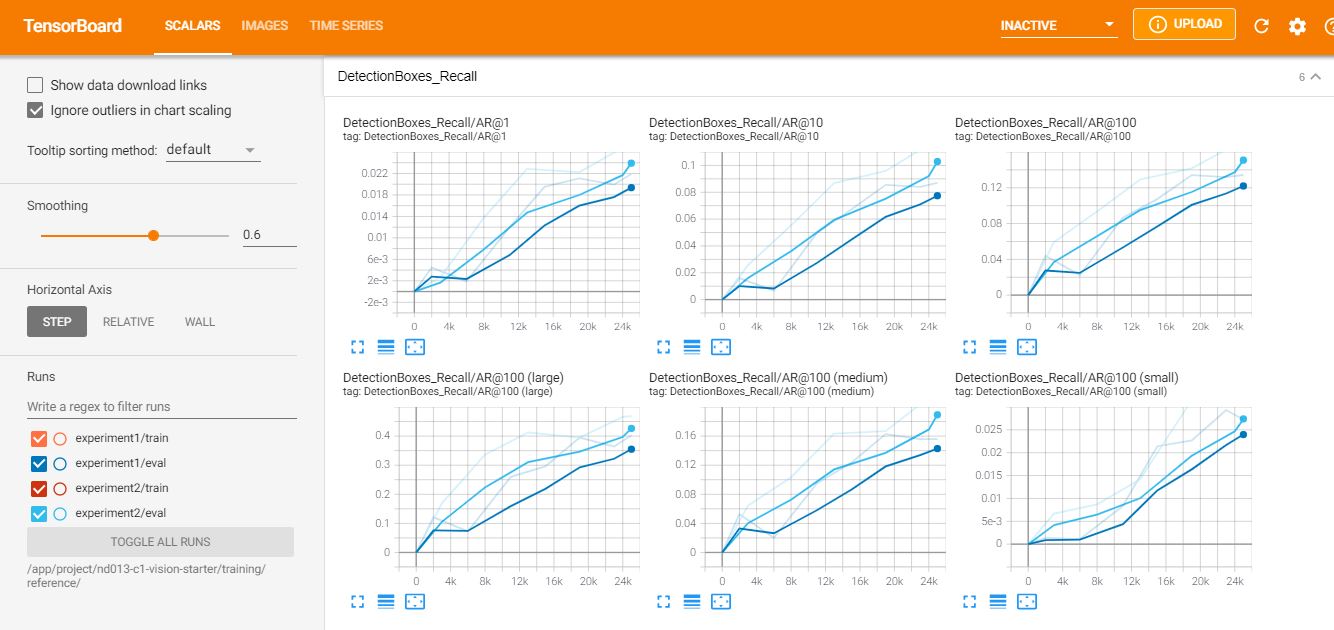 TensorBoard SCALARS IMAGES TIME SERIES INACTIVE UPLOAD
Show data download links
Ignore outliers in chart scaling
Tooltip sorting method: default
Smoothing
0.6
Horizontal Axis
STEP RELATIVE WALL
Runs
Write a regex to filter runs
experiment1/train
experiment1/eval
experiment2/train
experiment2/eval
TOGGLE ALL RUNS
/app/project/nd013-c1-vision-starter/training/
reference/
DetectionBoxes_Recall 6
DetectionBoxes_Recall/AR@1
tag: DetectionBoxes_Recall/AR@1
0.022
0.018
0.014
0.01
6e-3
2e-3
-2e-3
0 4k 8k 12k 16k 20k 24k
DetectionBoxes_Recall/AR@10
tag: DetectionBoxes_Recall/AR@10
0.1
0.08
0.06
0.04
0.02
0
0 4k 8k 12k 16k 20k 24k
DetectionBoxes_Recall/AR@100
tag: DetectionBoxes_Recall/AR@100
0.12
0.08
0.04
0
0 4k 8k 12k 16k 20k 24k
DetectionBoxes_Recall/AR@100 (large)
tag: DetectionBoxes_Recall/AR@100 (large)
0.4
0.3
0.2
0.1
0
0 4k 8k 12k 16k 20k 24k
DetectionBoxes_Recall/AR@100 (medium)
tag: DetectionBoxes_Recall/AR@100 (medium)
0.16
0.12
0.08
0.04
0
0 4k 8k 12k 16k 20k 24k
DetectionBoxes_Recall/AR@100 (small)
tag: DetectionBoxes_Recall/AR@100 (small)
0.025
0.02
0.015
0.01
5e-3
0
0 4k 8k 12k 16k 20k 24k